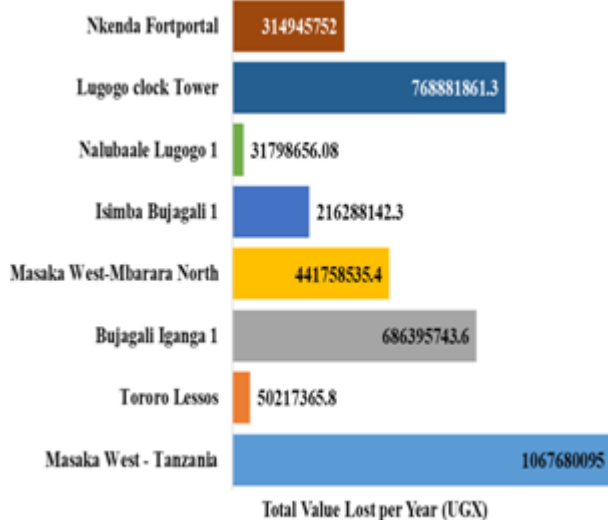 Nkenda Fortportal 314945752
Lugogo clock Tower 768881861.3
Nalubaale Lugogo 1 31798656.08
Isimba Bujagali 1 216288142.3
Masaka West-Mbarara North 441758535.4
Bujagali Iganga 1 686395743.6
Tororo Lessos 50217365.8
Masaka West - Tanzania 1067680095
Total Value Lost per Year (UGX)